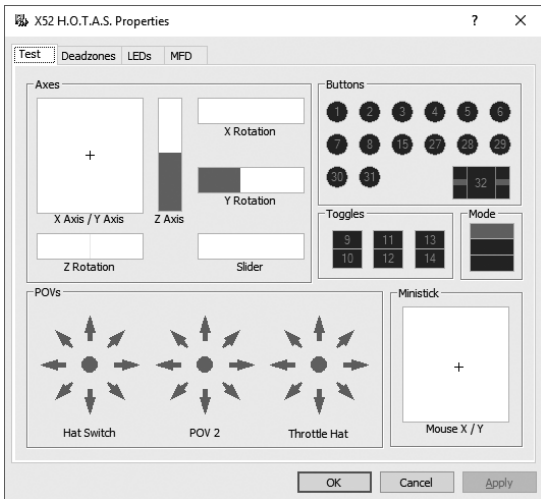 X52 H.O.T.A.S. Properties
Test Deadzones LEDs MFD
Axes
X Axis / Y Axis
Z Axis
X Rotation
Y Rotation
Z Rotation
Slider
Buttons
1 2 3 4 5 6
7 8 15 27 28 29
30 31 32
Toggles
9 11 13
10 12 14
Mode
POVs
Hat Switch
POV 2
Throttle Hat
Ministick
Mouse X / Y
OK Cancel Apply